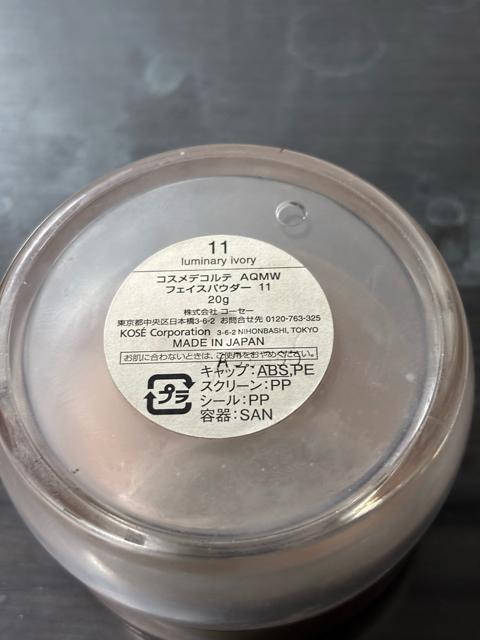 11
luminary ivory
コスメデコルテ AQMW
フェイスパウダー 11
20g
株式会社 コーセー
東京都中央区日本橋3-6-2 お問合せ先 0120-763-325
KOSÉ Corporation 3-6-2 NIHONBASHI, TOKYO
MADE IN JAPAN
お肌に合わないときは、ご使用をおやめください。
キャップ:ABS,PE
スクリーン:PP
シール:PP
容器:SAN
プラ